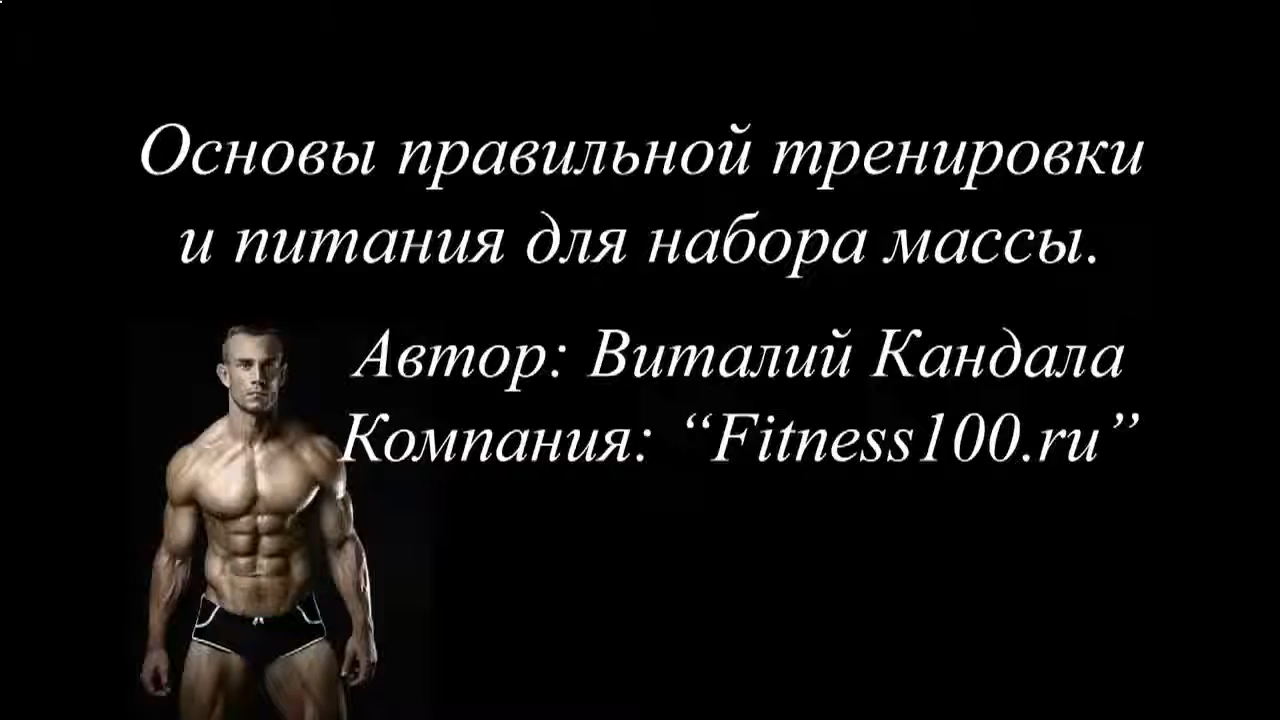 Основы правильной тренировки
и питания для набора массы.
Автор: Виталий Кандала
Компания: “Fitness100.ru”